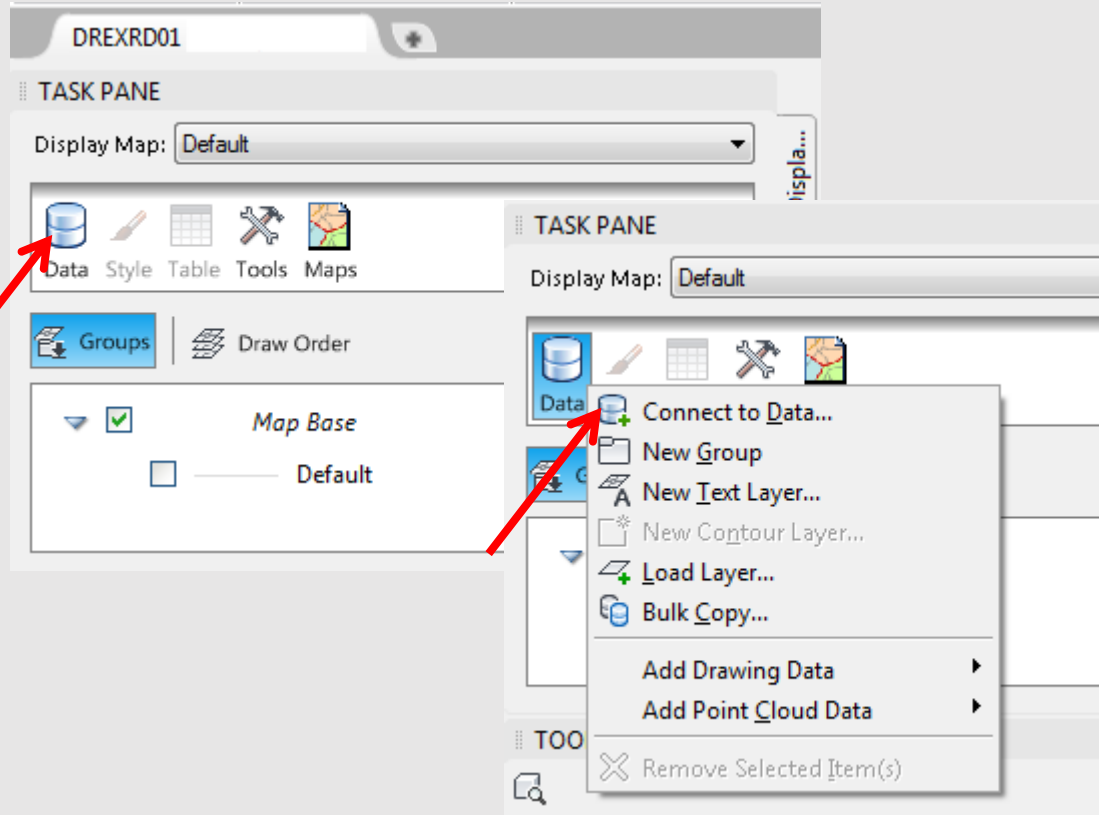 DREXRD01
TASK PANE
Display Map: Default
Displa...
Data Style Table Tools Maps
Groups Draw Order
Map Base
Default
TASK PANE
Display Map: Default
Data
Connect to Data...
New Group
New Text Layer...
New Contour Layer...
Load Layer...
Bulk Copy...
Add Drawing Data
Add Point Cloud Data
Remove Selected Item(s)
G
TOO